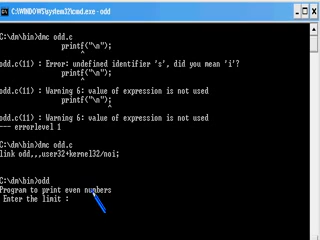 C:\WINDOWS\system32\cmd.exe - odd
C:\dm\bin>dmc odd.c
printf("\n");
^
odd.c(11) : Error: undefined identifier 's', did you mean 'i'?
printf("\n");
^
odd.c(11) : Warning 6: value of expression is not used
printf("\n");
^
odd.c(11) : Warning 6: value of expression is not used
--- errorlevel 1
C:\dm\bin>dmc odd.c
link odd,,,user32+kernel32/noi;
C:\dm\bin>odd
Program to print even numbers
Enter the limit :